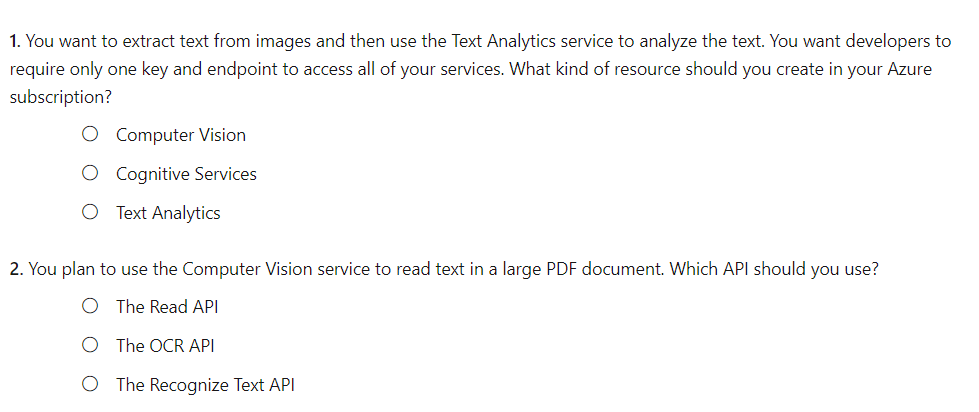 1. You want to extract text from images and then use the Text Analytics service to analyze the text. You want developers to
require only one key and endpoint to access all of your services. What kind of resource should you create in your Azure
subscription?
Computer Vision
Cognitive Services
Text Analytics
2. You plan to use the Computer Vision service to read text in a large PDF document. Which API should you use?
The Read API
The OCR API
The Recognize Text API